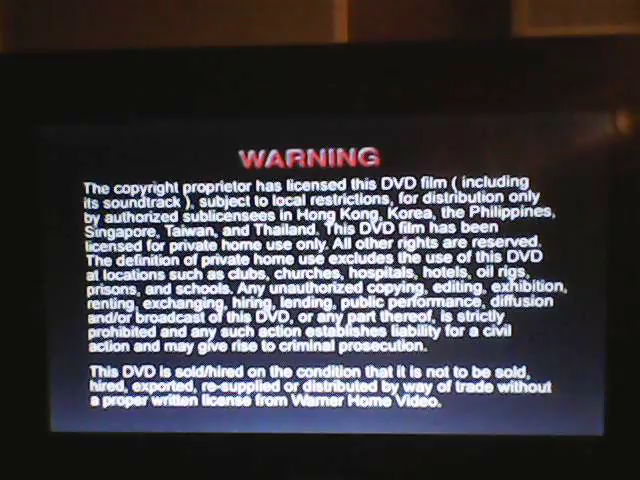 WARNING
The copyright proprietor has licensed this DVD film ( including
its soundtrack ), subject to local restrictions, for distribution only
by authorized sublicensees in Hong Kong, Korea, the Philippines,
Singapore, Taiwan, and Thailand. This DVD film has been
licensed for private home use only. All other rights are reserved.
The definition of private home use excludes the use of this DVD
at locations such as clubs, churches, hospitals, hotels, oil rigs,
prisons, and schools. Any unauthorized copying, editing, exhibition,
renting, exchanging, hiring, lending, public performance, diffusion
and/or broadcast of this DVD, or any part thereof, is strictly
prohibited and any such action establishes liability for a civil
action and may give rise to criminal prosecution.
This DVD is sold/hired on the condition that it is not to be sold,
hired, exported, re-supplied or distributed by way of trade without
a proper written license from Warner Home Video.